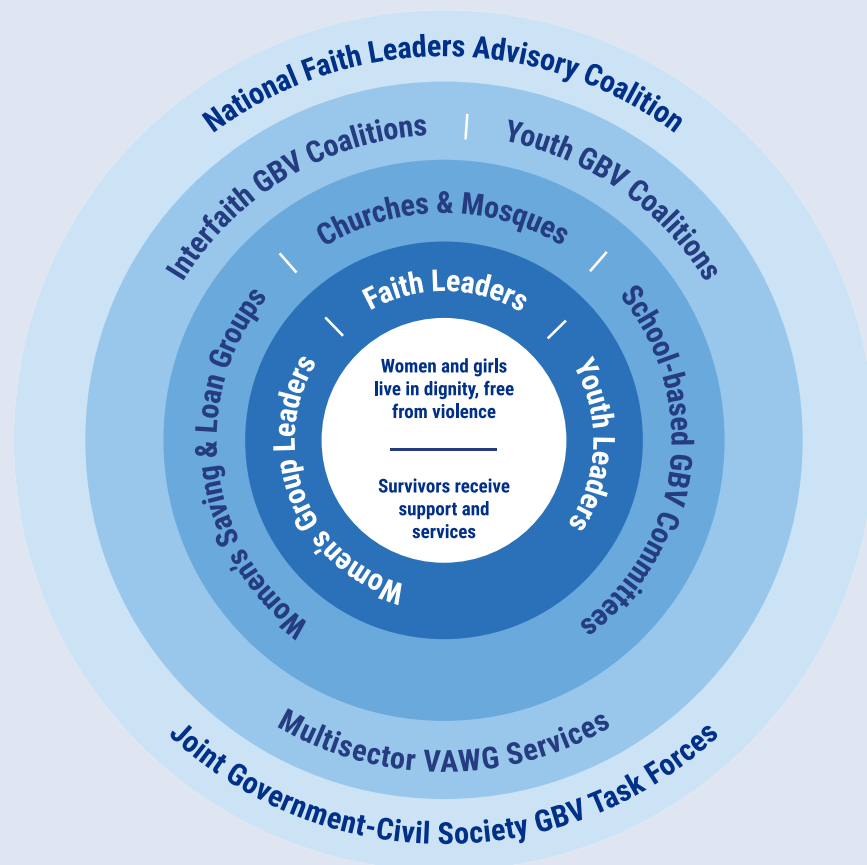 National Faith Leaders Advisory Coalition
Interfaith GBV Coalitions
Youth GBV Coalitions
Churches & Mosques
Women's Saving & Loan Groups
School-based GBV Committees
Faith Leaders
Women's Group Leaders
Youth Leaders
Women and girls
live in dignity, free
from violence
Survivors receive
support and
services
Multisector VAWG Services
Joint Government-Civil Society GBV Task Forces